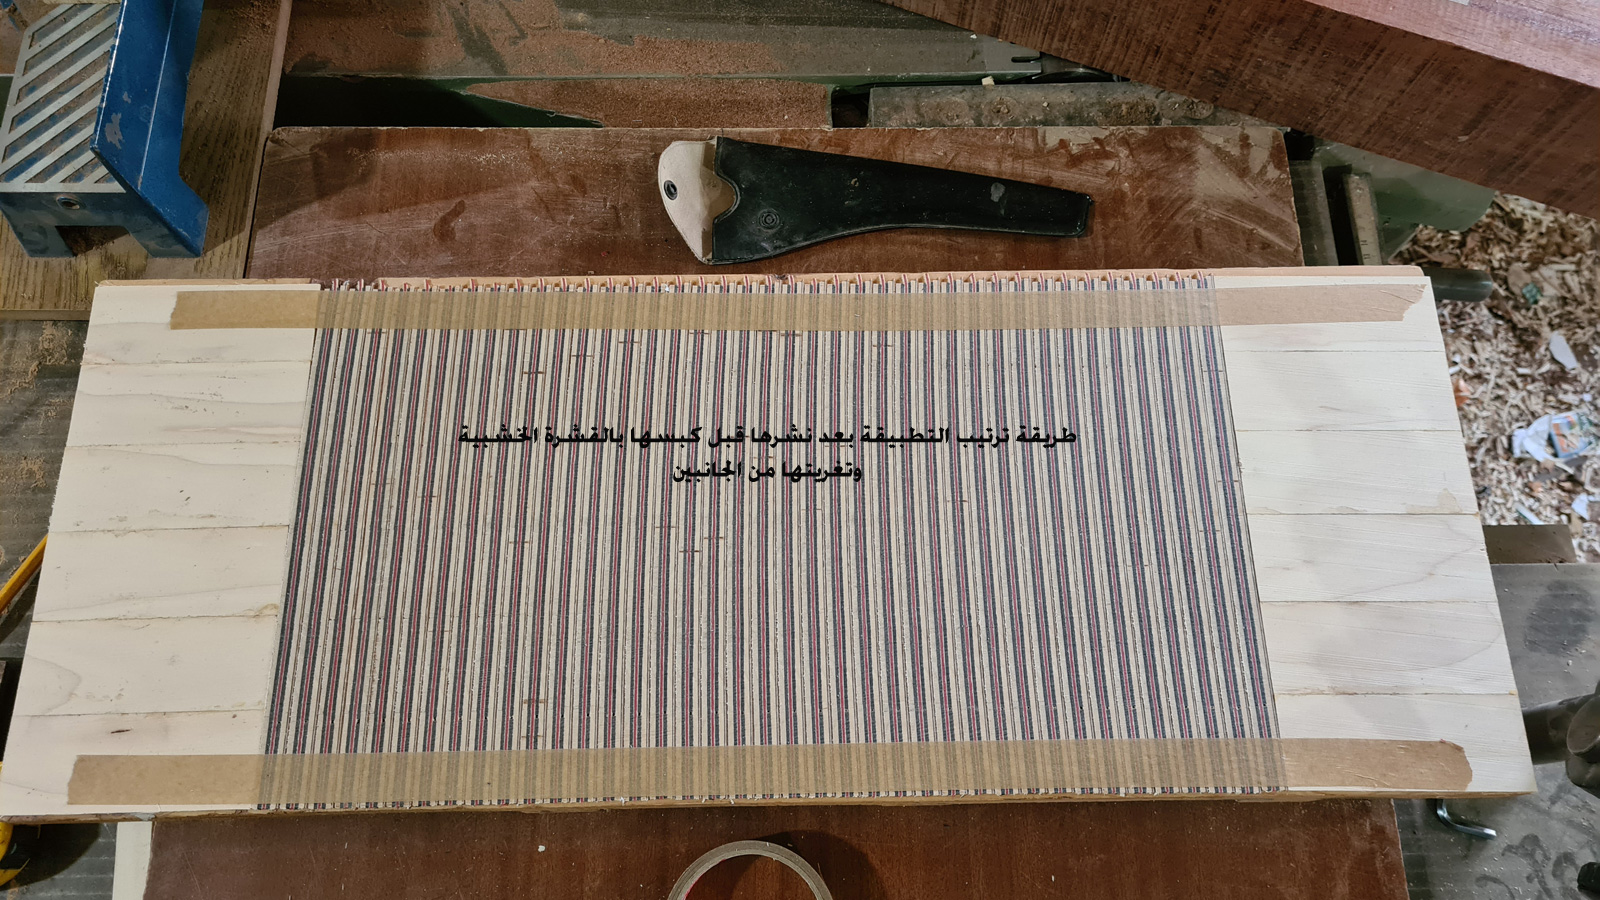 طريقة ترتيب التطبيقة بعد نشرها قبل كبسها بالقشرة الخشبية
وتغريتها من الجانبين